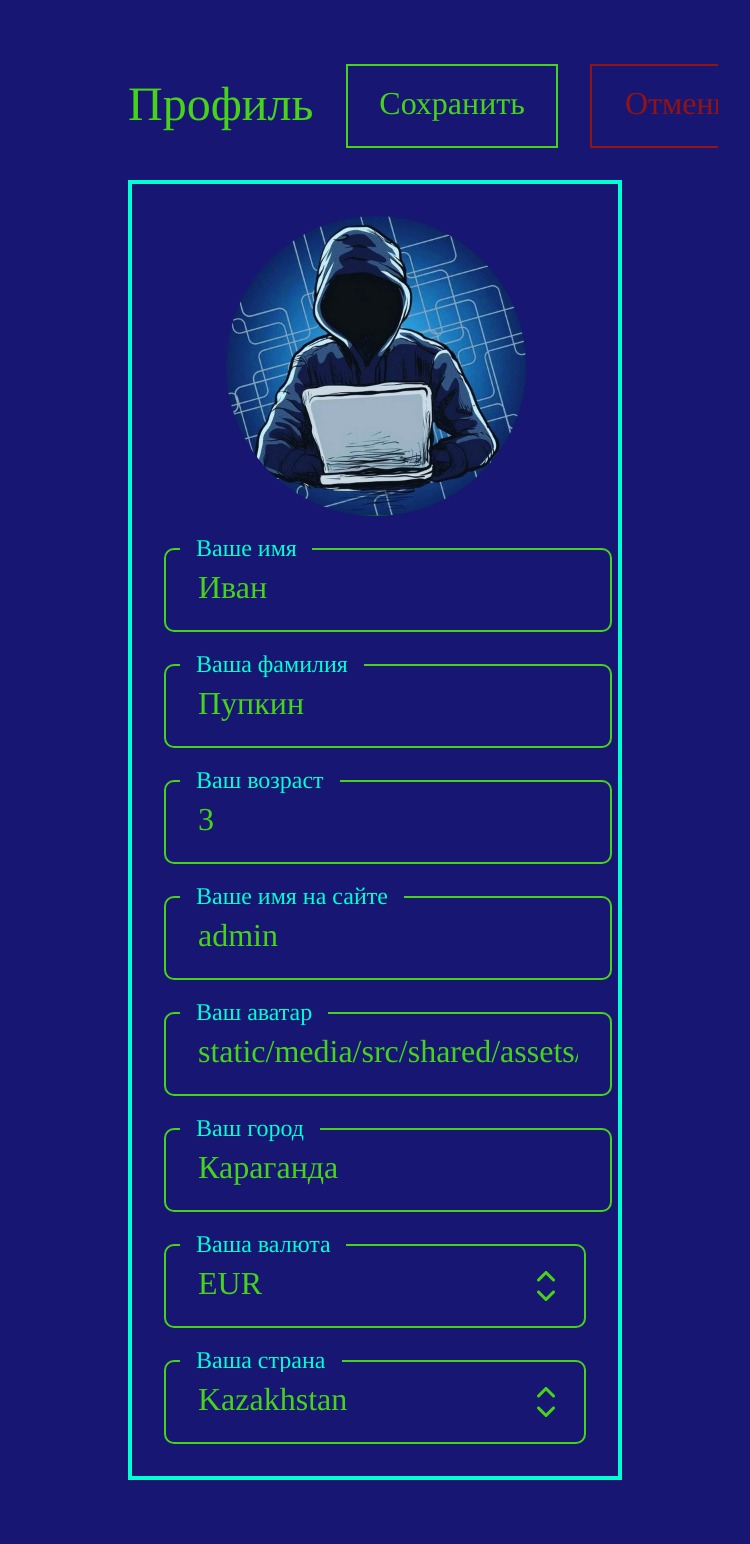 Профиль
Сохранить
Отмен
Ваше имя
Иван
Ваша фамилия
Пупкин
Ваш возраст
3
Ваше имя на сайте
admin
Ваш аватар
static/media/src/shared/assets/
Ваш город
Караганда
Ваша валюта
EUR
Ваша страна
Kazakhstan